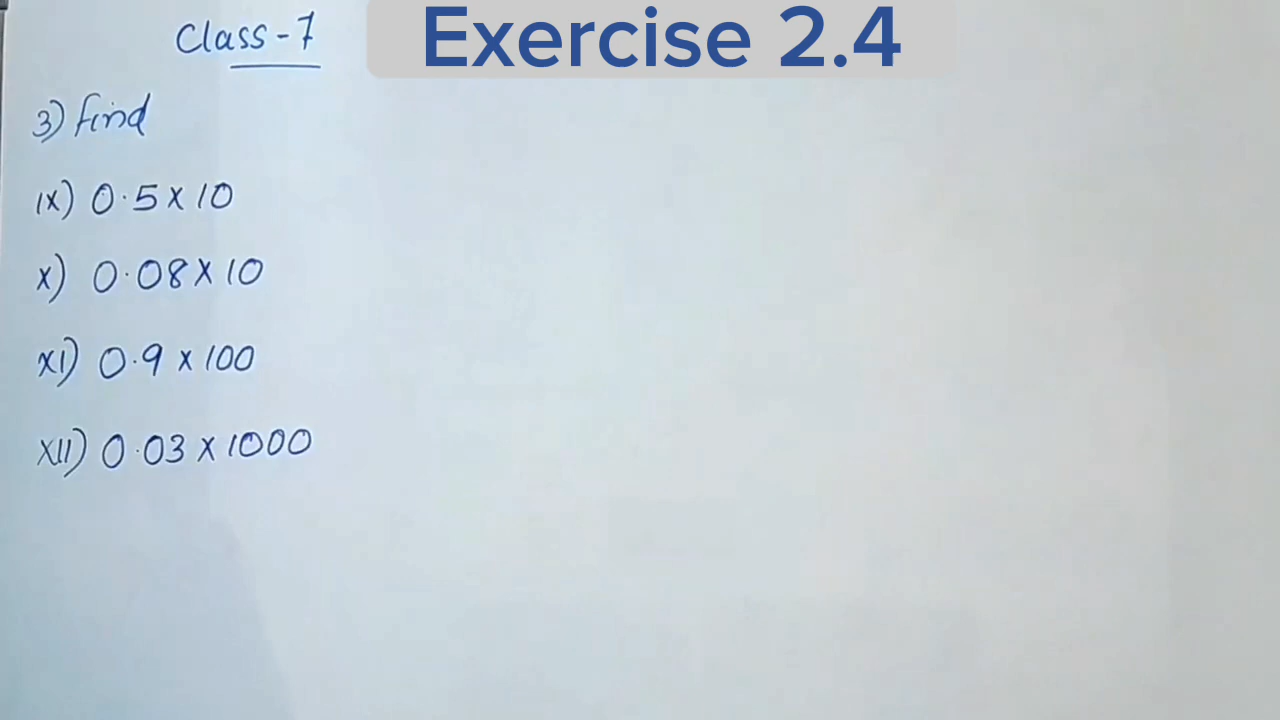 Class-7
Exercise 2.4
3) find
ix) 0.5 x 10
x) 0.08 x 10
xi) 0.9 x 100
xii) 0.03 x 1000